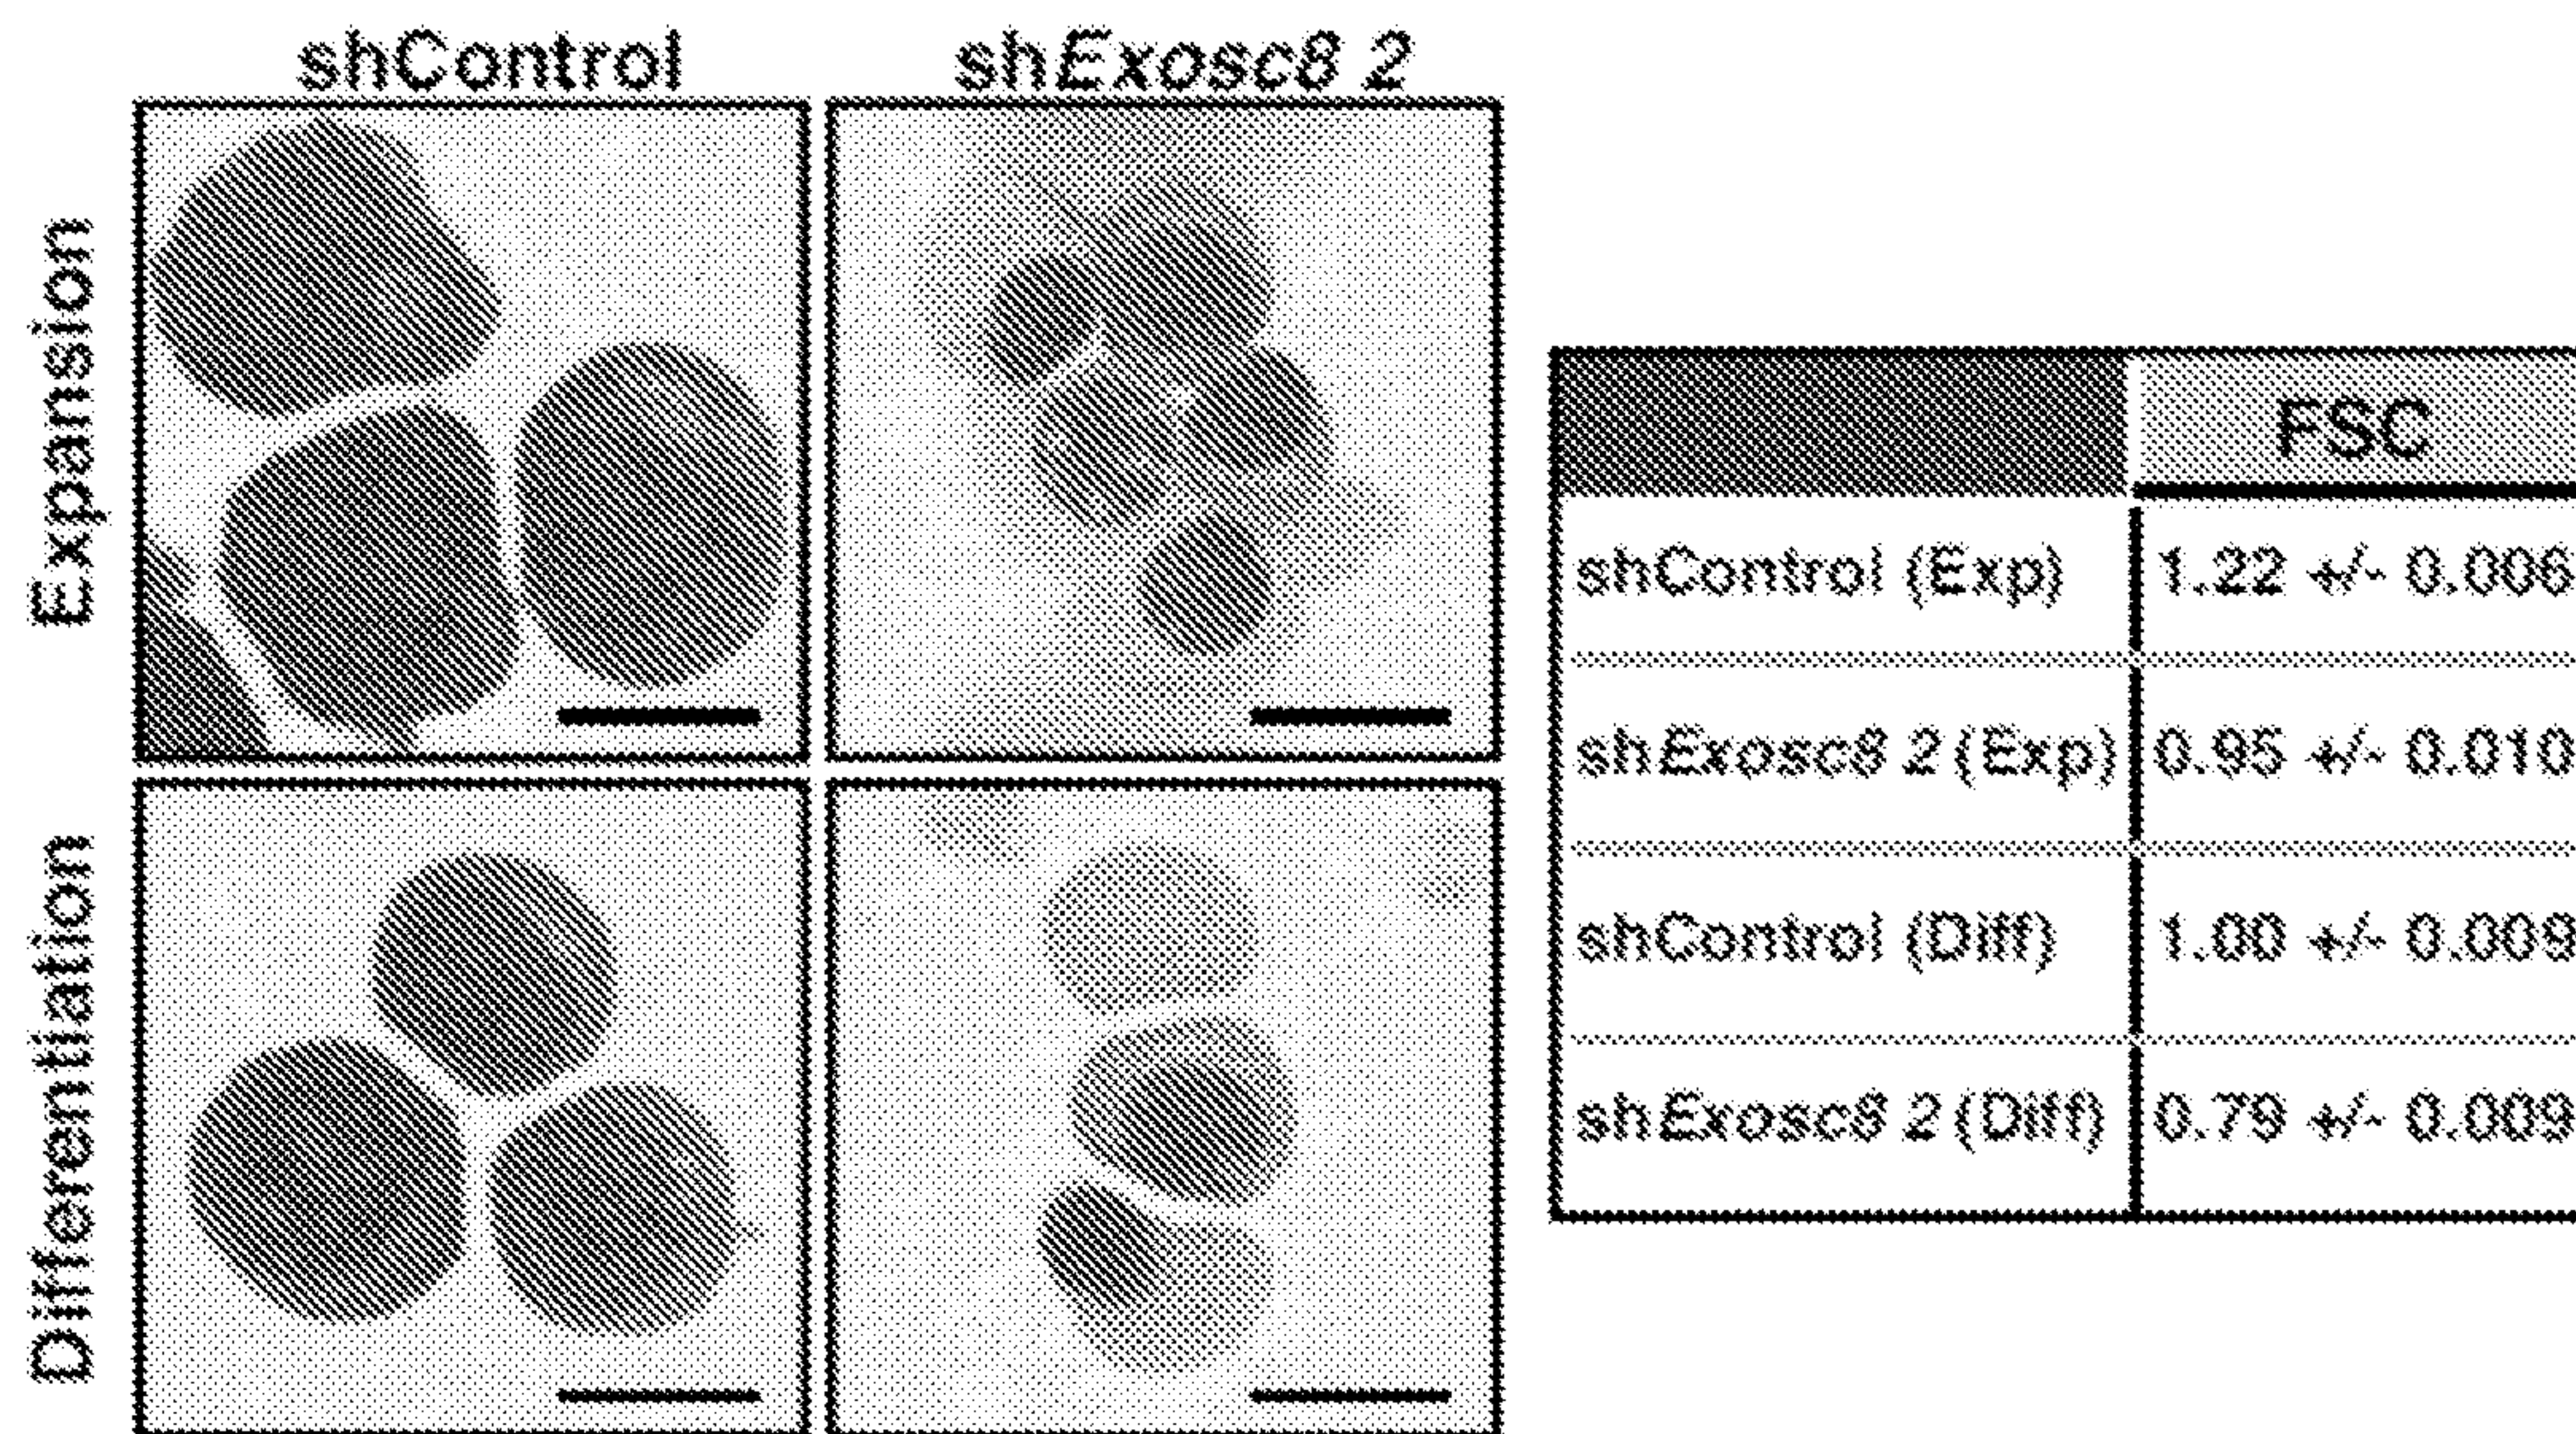 shControl shExosc8 2
Expansion
Differentiation
FSC
shControl (Exp) 1.22 +/- 0.006
shExosc8 2 (Exp) 0.95 +/- 0.010
shControl (Diff) 1.00 +/- 0.009
shExosc8 2 (Diff) 0.79 +/- 0.009